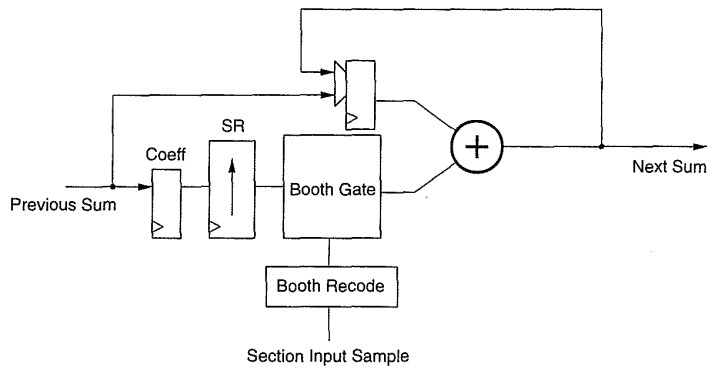 SR
Coeff
+
Booth Gate
Next Sum
Previous Sum
Booth Recode
Section Input Sample